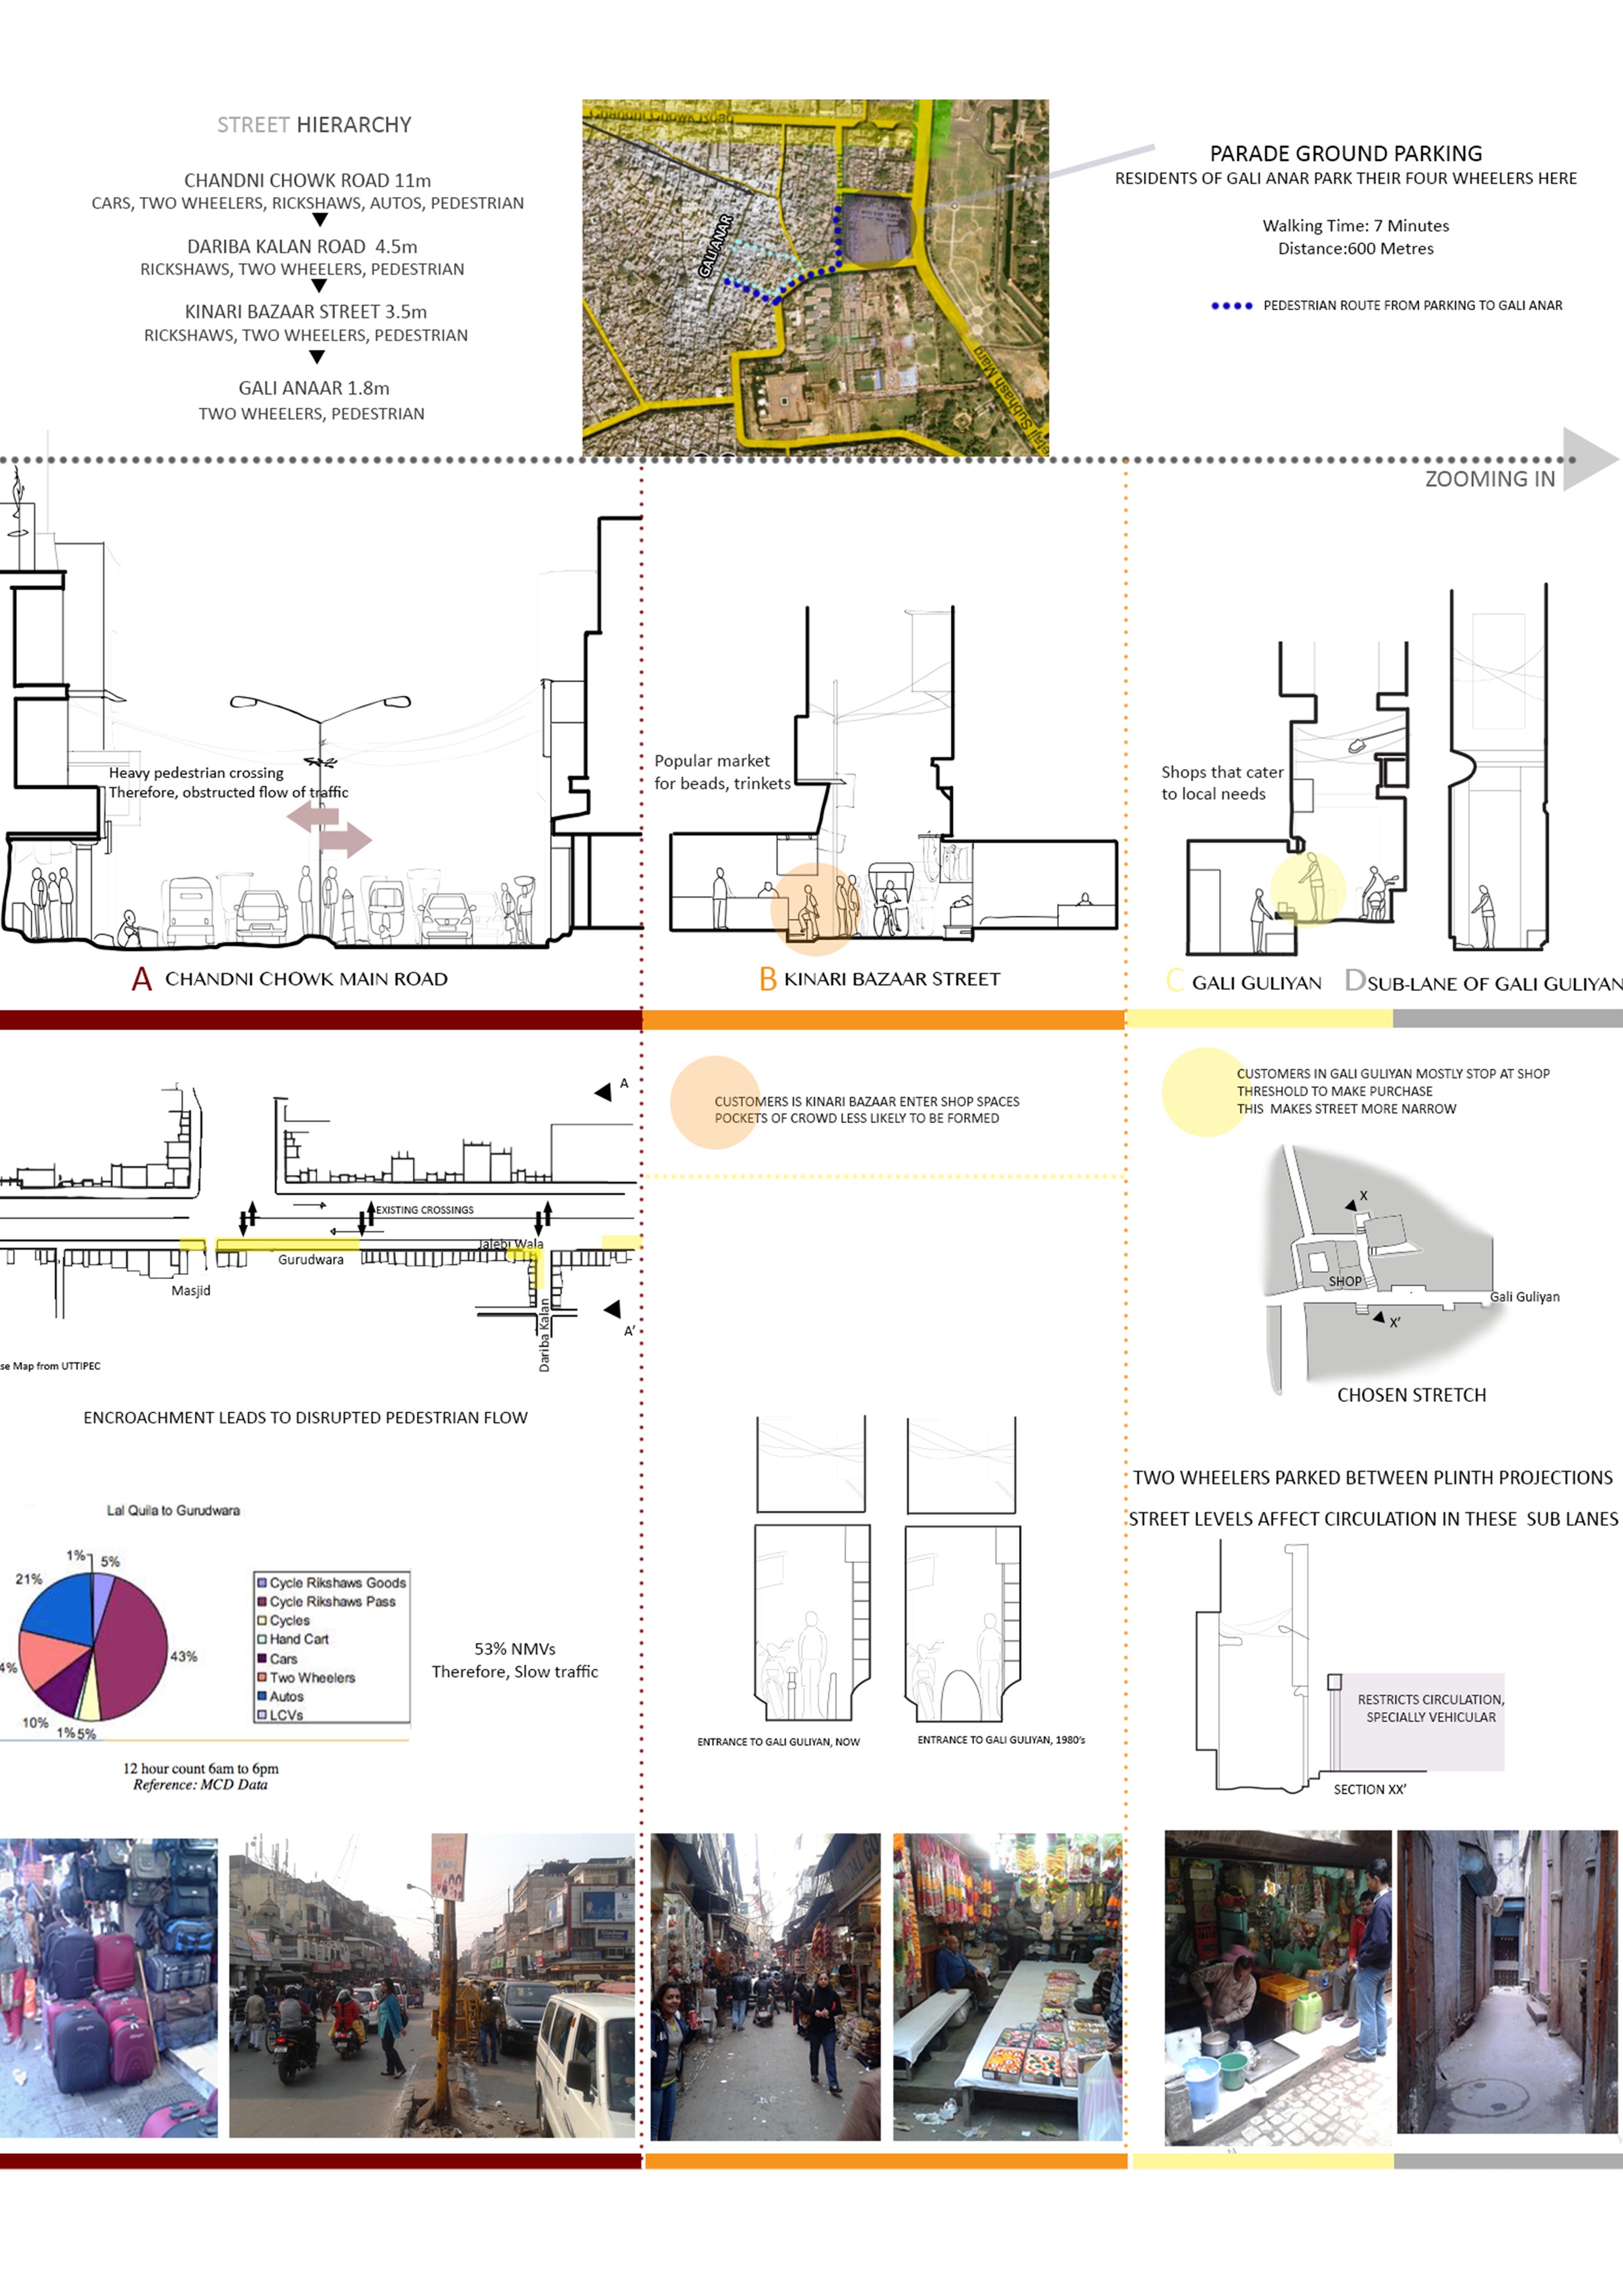 STREET HIERARCHY
CHANDNI CHOWK ROAD 11m
CARS, TWO WHEELERS, RICKSHAWS, AUTOS, PEDESTRIAN
DARIBA KALAN ROAD 4.5m
RICKSHAWS, TWO WHEELERS, PEDESTRIAN
KINARI BAZAAR STREET 3.5m
RICKSHAWS, TWO WHEELERS, PEDESTRIAN
GALI ANAAR 1.8m
TWO WHEELERS, PEDESTRIAN
Chandni Chowk Road
GALI ANAR
Subhash Marg
PARADE GROUND PARKING
RESIDENTS OF GALI ANAR PARK THEIR FOUR WHEELERS HERE
Walking Time: 7 Minutes
Distance:600 Metres
PEDESTRIAN ROUTE FROM PARKING TO GALI ANAR
ZOOMING IN
Heavy pedestrian crossing
Therefore, obstructed flow of traffic
A CHANDNI CHOWK MAIN ROAD
Popular market
for beads, trinkets
B KINARI BAZAAR STREET
Shops that cater
to local needs
C GALI GULIYAN
D SUB-LANE OF GALI GULIYAN
A
EXISTING CROSSINGS
Jalebi Wala
Gurudwara
Masjid
Dariba Kalan
A'
se Map from UTTIPEC
ENCROACHMENT LEADS TO DISRUPTED PEDESTRIAN FLOW
Lal Quila to Gurudwara
1%
5%
21%
43%
4%
10%
1%
5%
Cycle Rikshaws Goods
Cycle Rikshaws Pass
Cycles
Hand Cart
Cars
Two Wheelers
Autos
LCVs
53% NMVs
Therefore, Slow traffic
12 hour count 6am to 6pm
Reference: MCD Data
CUSTOMERS IS KINARI BAZAAR ENTER SHOP SPACES
POCKETS OF CROWD LESS LIKELY TO BE FORMED
ENTRANCE TO GALI GULIYAN, NOW
ENTRANCE TO GALI GULIYAN, 1980's
CUSTOMERS IN GALI GULIYAN MOSTLY STOP AT SHOP
THRESHOLD TO MAKE PURCHASE
THIS MAKES STREET MORE NARROW
X
SHOP
Gali Guliyan
X'
CHOSEN STRETCH
TWO WHEELERS PARKED BETWEEN PLINTH PROJECTIONS
STREET LEVELS AFFECT CIRCULATION IN THESE SUB LANES
RESTRICTS CIRCULATION,
SPECIALLY VEHICULAR
SECTION XX'